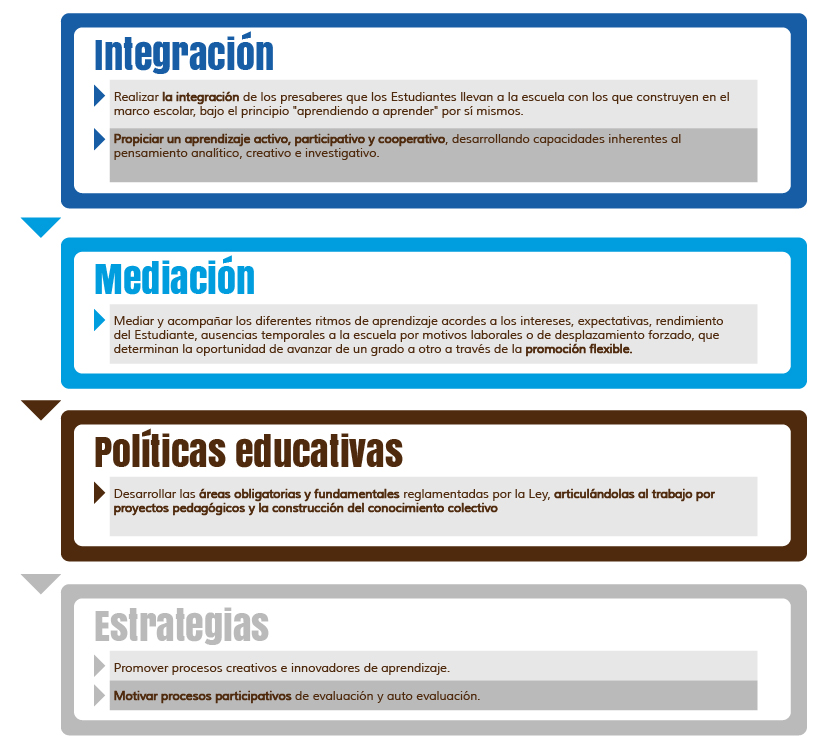 Integración
Realizar la integración de los presaberes que los Estudiantes llevan a la escuela con los que construyen en el
marco escolar, bajo el principio "aprendiendo a aprender" por sí mismos.
Propiciar un aprendizaje activo, participativo y cooperativo, desarrollando capacidades inherentes al
pensamiento analítico, creativo e investigativo.
Mediación
Mediar y acompañar los diferentes ritmos de aprendizaje acordes a los intereses, expectativas, rendimiento
del Estudiante, ausencias temporales a la escuela por motivos laborales o de desplazamiento forzado, que
determinan la oportunidad de avanzar de un grado a otro a través de la promoción flexible.
Políticas educativas
Desarrollar las áreas obligatorias y fundamentales reglamentadas por la Ley, articulándolas al trabajo por
proyectos pedagógicos y la construcción del conocimiento colectivo
Estrategias
Promover procesos creativos e innovadores de aprendizaje.
Motivar procesos participativos de evaluación y auto evaluación.